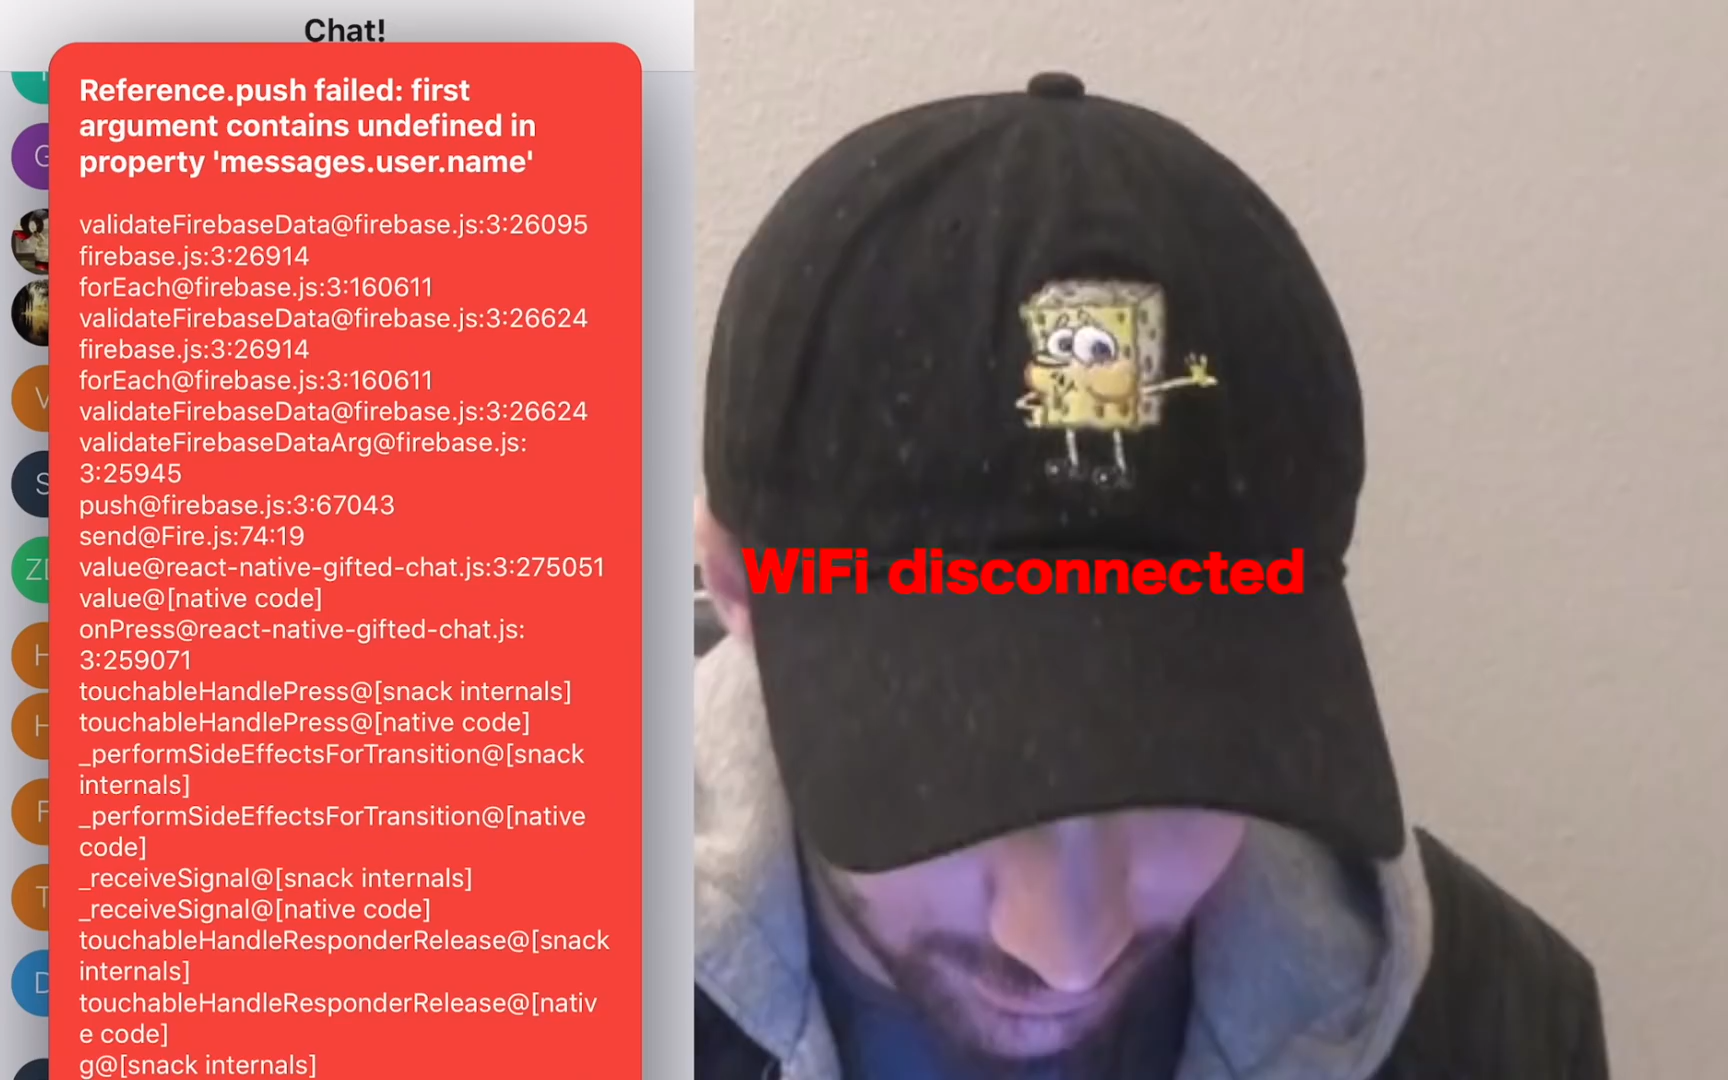 Chat!
Reference.push failed: first
argument contains undefined in
property 'messages.user.name'
validateFirebaseData@firebase.js:3:26095
firebase.js:3:26914
forEach@firebase.js:3:160611
validateFirebaseData@firebase.js:3:26624
firebase.js:3:26914
forEach@firebase.js:3:160611
validateFirebaseData@firebase.js:3:26624
validateFirebaseDataArg@firebase.js:
3:25945
push@firebase.js:3:67043
send@Fire.js:74:19
value@react-native-gifted-chat.js:3:275051
value@[native code]
onPress@react-native-gifted-chat.js:
3:259071
touchableHandlePress@[snack internals]
touchableHandlePress@[native code]
_performSideEffectsForTransition@[snack
internals]
_performSideEffectsForTransition@[native
code]
_receiveSignal@[snack internals]
_receiveSignal@[native code]
touchableHandleResponderRelease@[snack
internals]
touchableHandleResponderRelease@[nativ
e code]
g@[snack internals]
G
V
S
ZI
H
H
F
T
D
WiFi disconnected